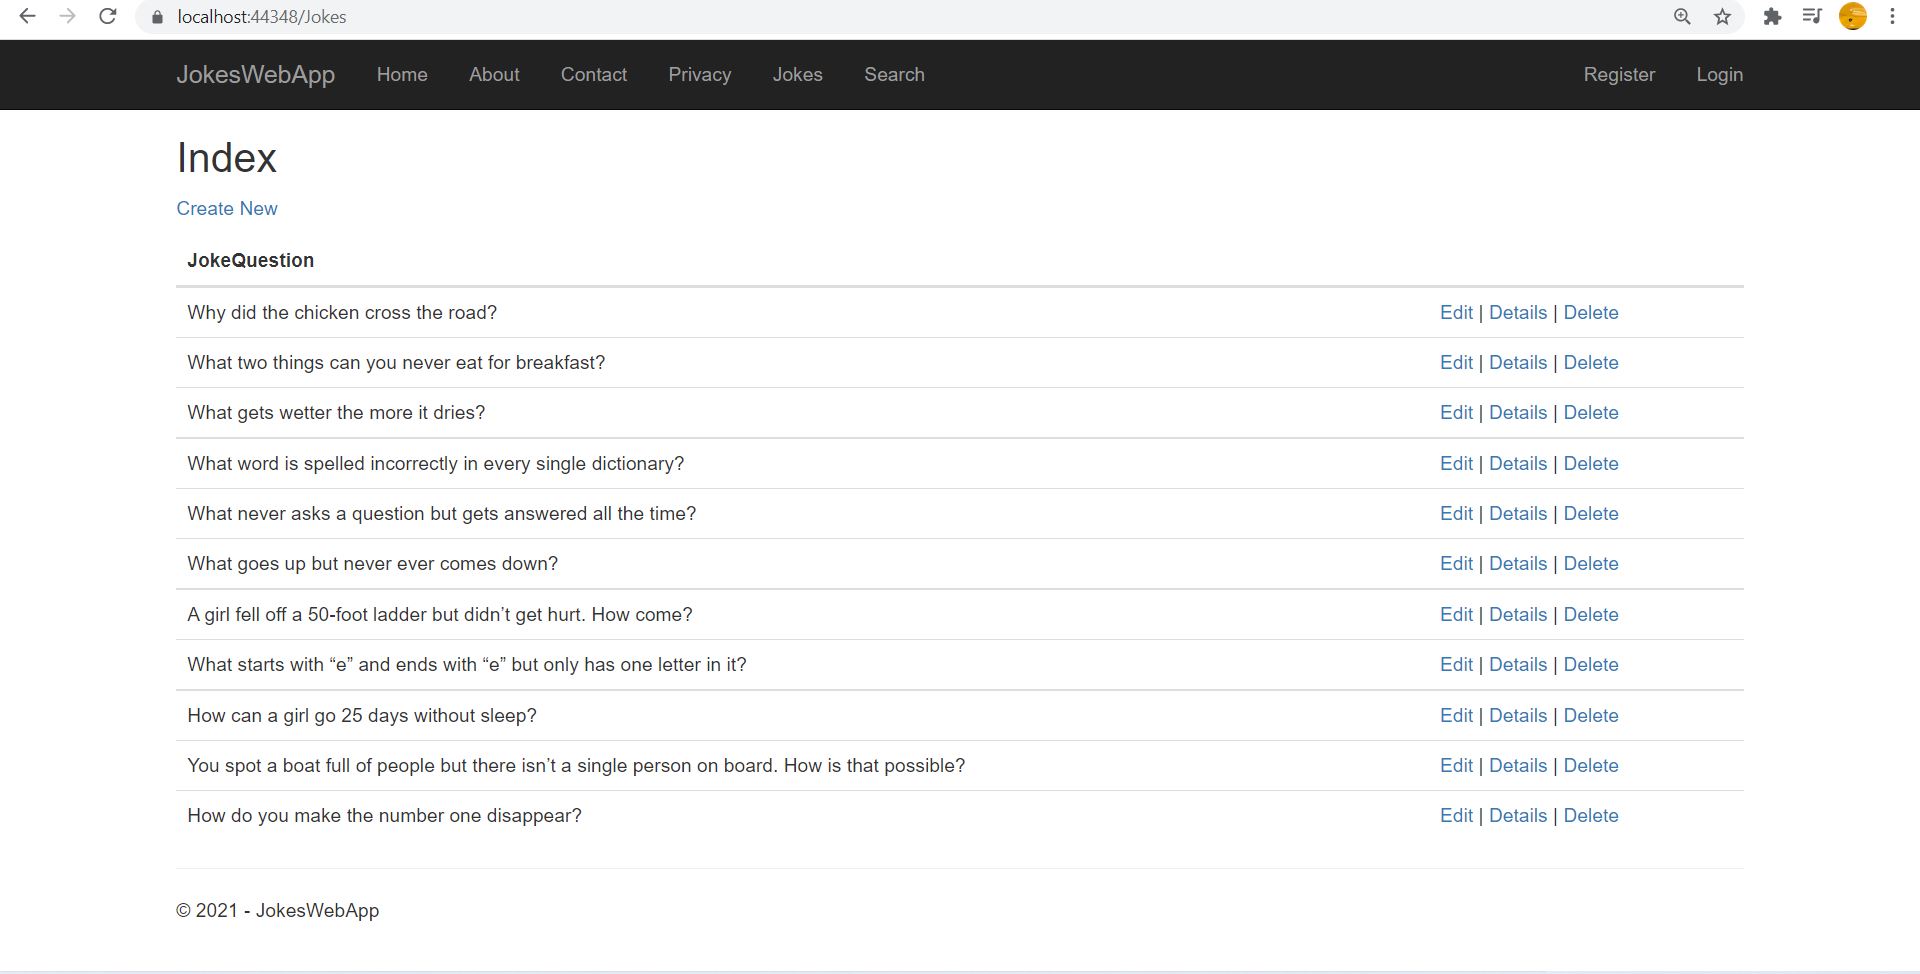 localhost:44348/Jokes
JokesWebApp Home About Contact Privacy Jokes Search Register Login
Index
Create New
JokeQuestion
Why did the chicken cross the road? Edit | Details | Delete
What two things can you never eat for breakfast? Edit | Details | Delete
What gets wetter the more it dries? Edit | Details | Delete
What word is spelled incorrectly in every single dictionary? Edit | Details | Delete
What never asks a question but gets answered all the time? Edit | Details | Delete
What goes up but never ever comes down? Edit | Details | Delete
A girl fell off a 50-foot ladder but didn’t get hurt. How come? Edit | Details | Delete
What starts with “e” and ends with “e” but only has one letter in it? Edit | Details | Delete
How can a girl go 25 days without sleep? Edit | Details | Delete
You spot a boat full of people but there isn’t a single person on board. How is that possible? Edit | Details | Delete
How do you make the number one disappear? Edit | Details | Delete
© 2021 - JokesWebApp